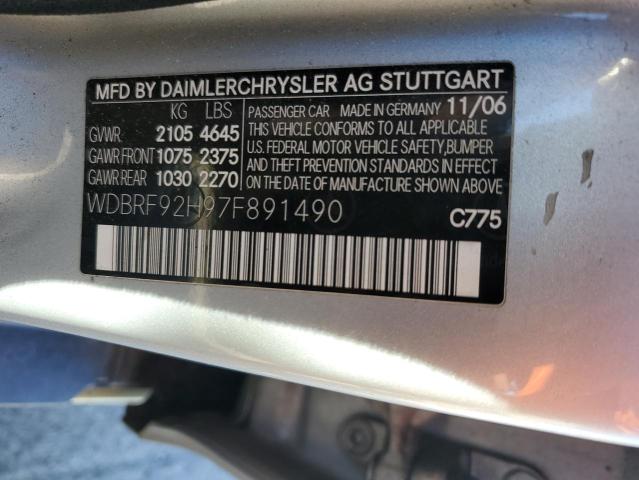 MFD BY DAIMLERCHRYSLER AG STUTTGART
KG LBS
GVWR. 2105 4645
GAWR FRONT 1075 2375
GAWR REAR 1030 2270
PASSENGER CAR MADE IN GERMANY 11/06
THIS VEHICLE CONFORMS TO ALL APPLICABLE
U.S. FEDERAL MOTOR VEHICLE SAFETY, BUMPER
AND THEFT PREVENTION STANDARDS IN EFFECT
ON THE DATE OF MANUFACTURE SHOWN ABOVE
WDBRF92H97F891490
C775